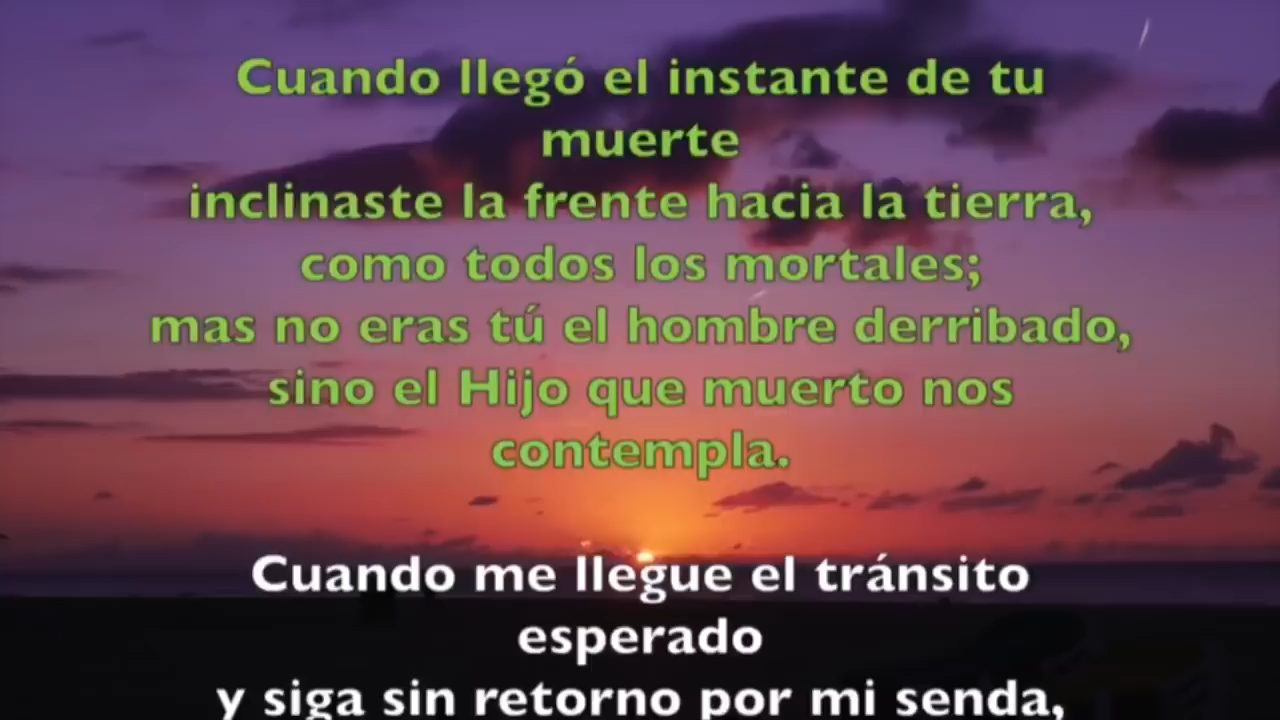 Cuando llegó el instante de tu
muerte
inclinaste la frente hacia la tierra,
como todos los mortales;
mas no eras tú el hombre derribado,
sino el Hijo que muerto nos
contempla.
Cuando me llegue el tránsito
esperado
y siga sin retorno por mi senda,